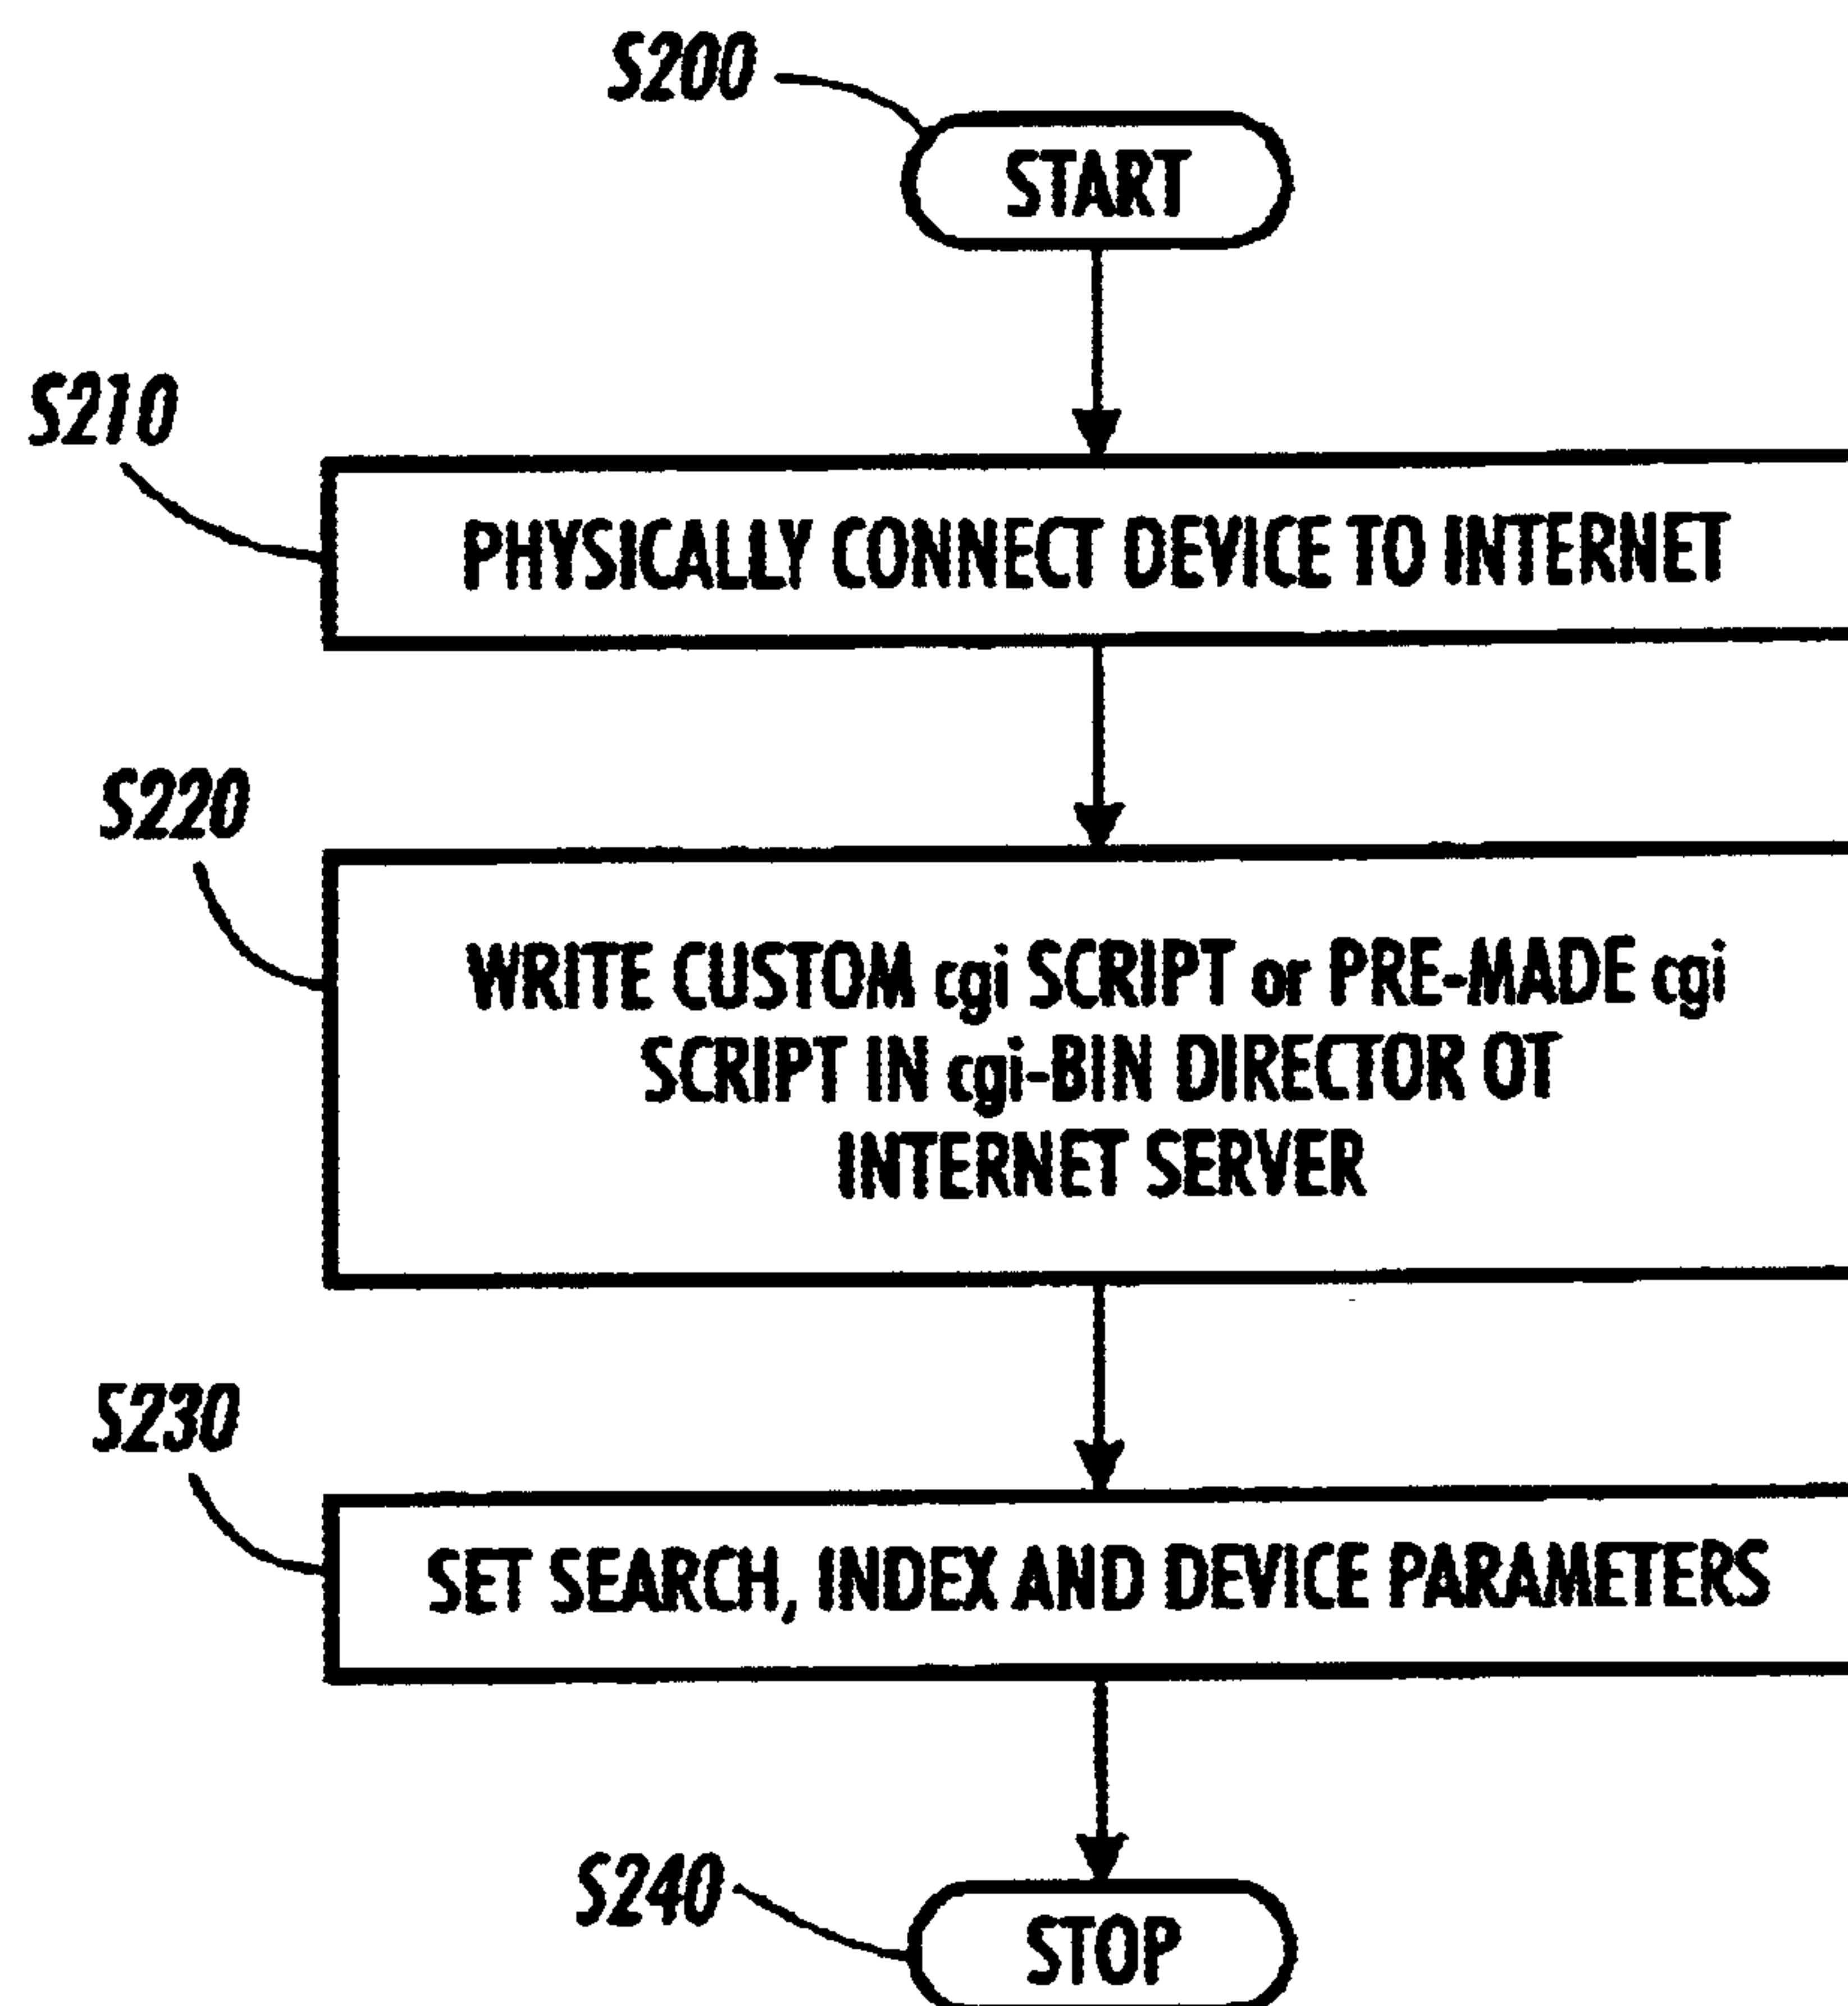 S200
START
S210
PHYSICALLY CONNECT DEVICE TO INTERNET
S220
WRITE CUSTOM cgi SCRIPT or PRE-MADE cgi
SCRIPT IN cgi-BIN DIRECTOR OT
INTERNET SERVER
S230
SET SEARCH, INDEX AND DEVICE PARAMETERS
S240
STOP